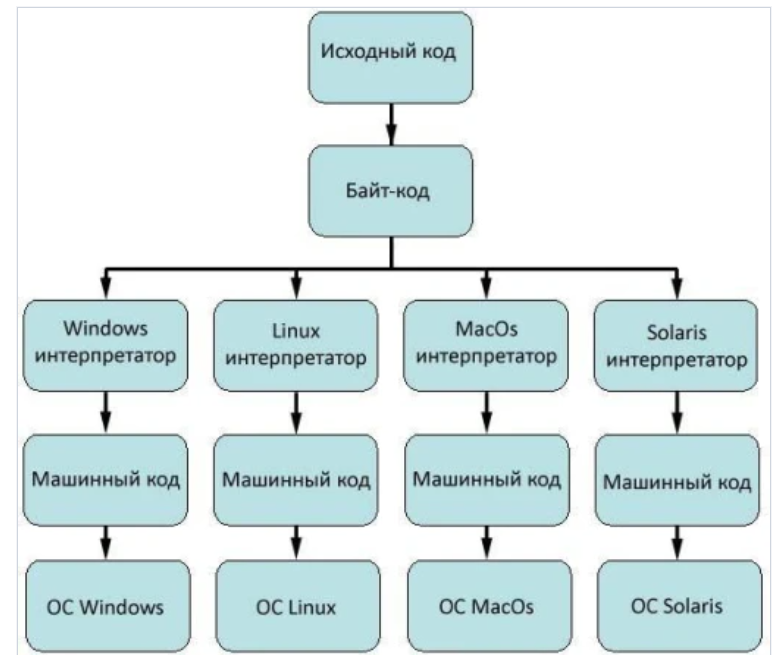 Исходный код
Байт-код
Windows
интерпретатор
Linux
интерпретатор
MacOs
интерпретатор
Solaris
интерпретатор
Машинный код
Машинный код
Машинный код
Машинный код
ОС Windows
ОС Linux
ОС MacOs
ОС Solaris